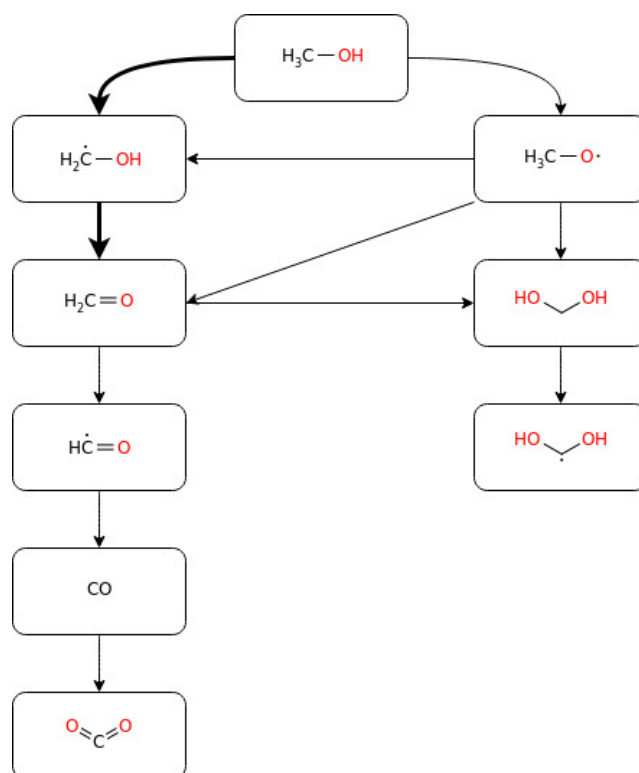 H₃C—OH
H₂Ċ—OH
H₃C—O·
H₂C=O
HO OH
HĊ=O
HO OH
·
CO
O=C=O